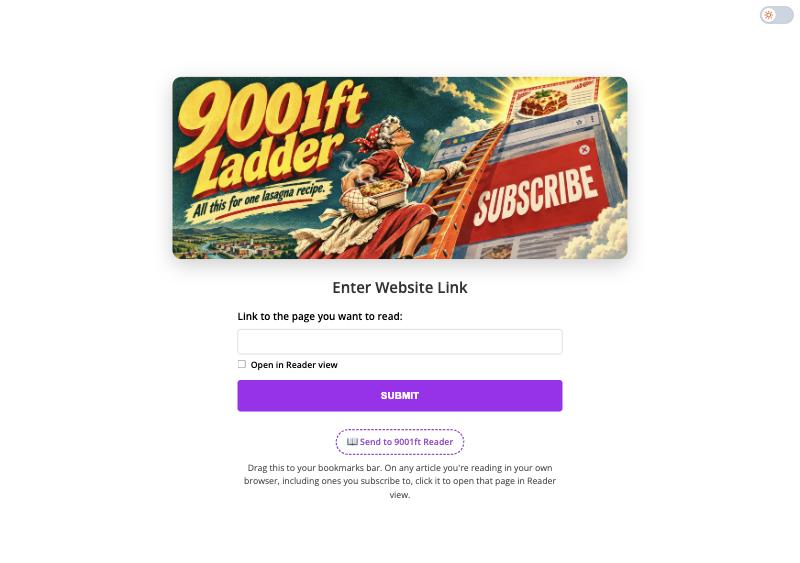 9001ft
Ladder
All this for one lasagna recipe.
SUBSCRIBE
Enter Website Link
Link to the page you want to read:
Open in Reader view
SUBMIT
📖 Send to 9001ft Reader
Drag this to your bookmarks bar. On any article you're reading in your own
browser, including ones you subscribe to, click it to open that page in Reader
view.